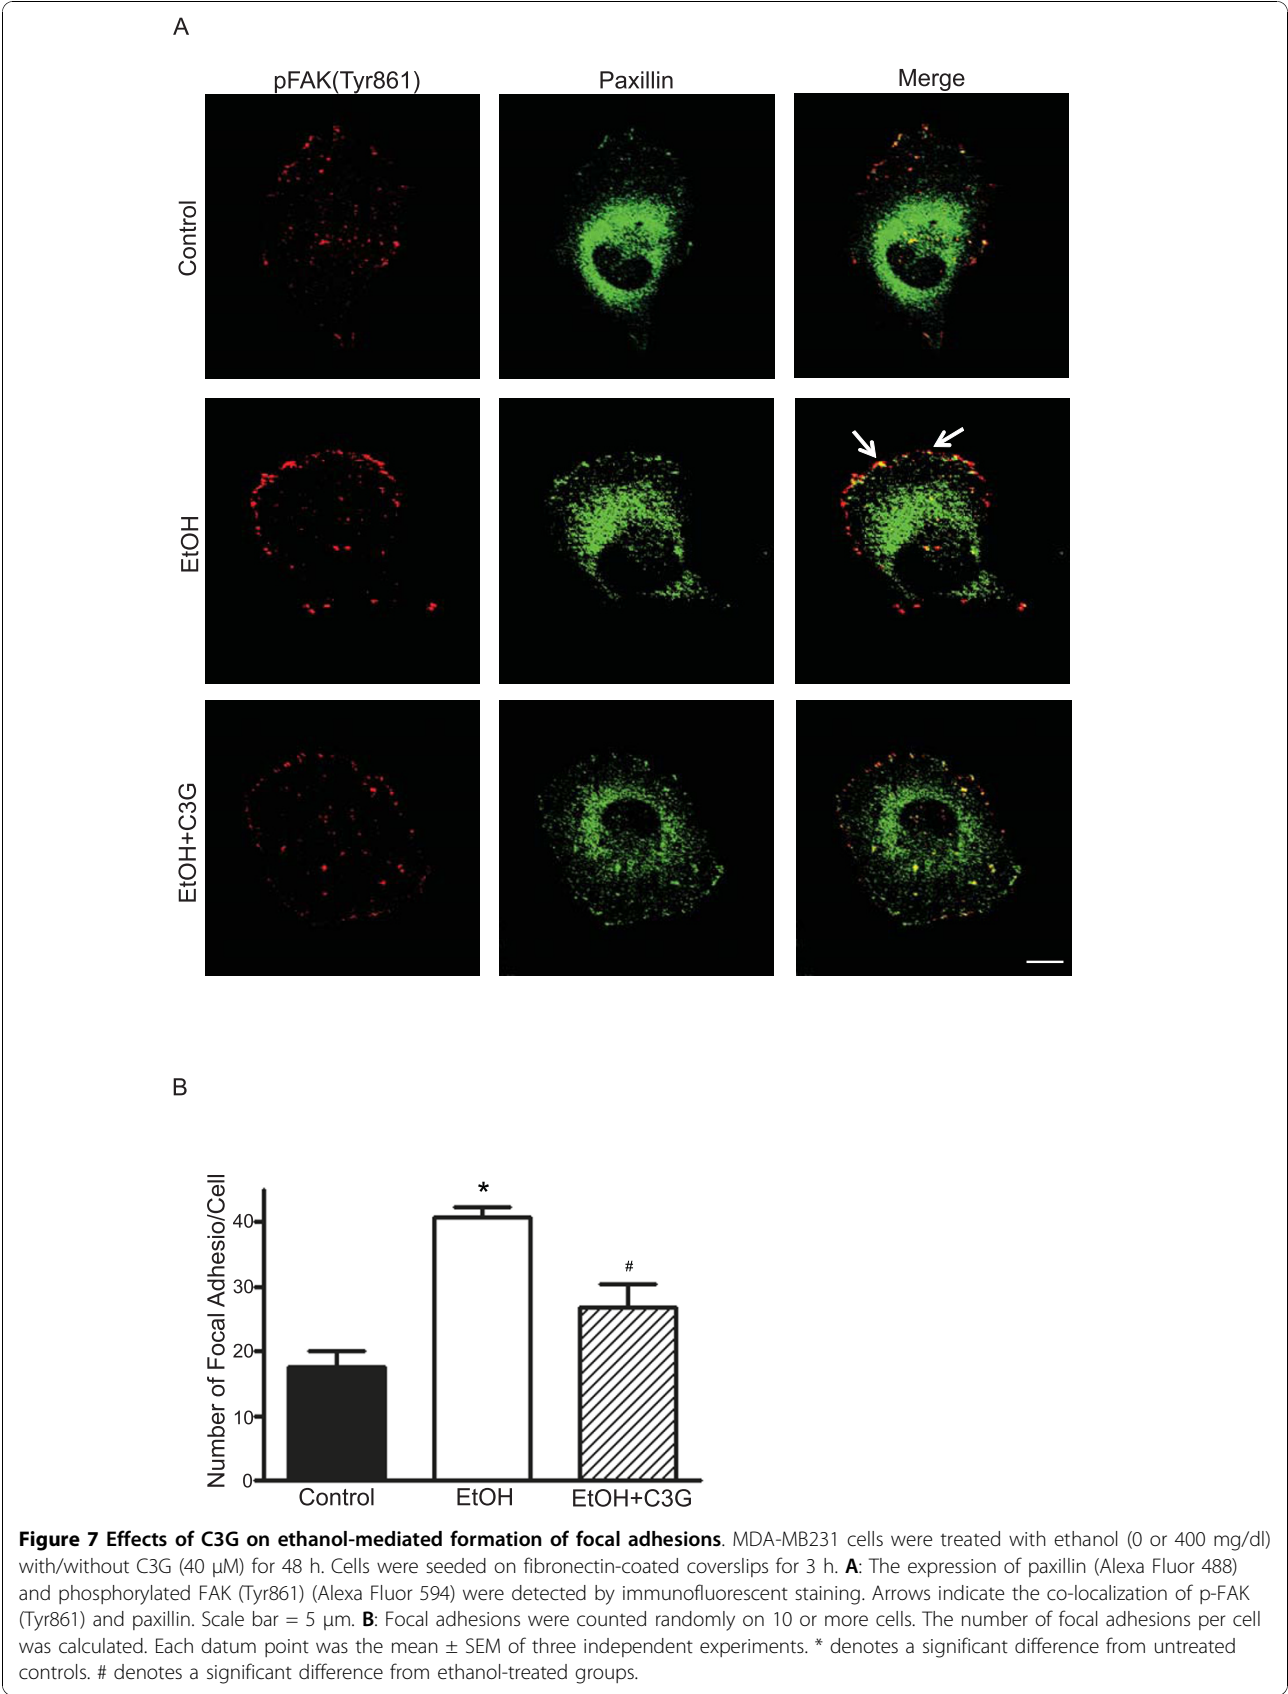 A
pFAK(Tyr861)
Paxillin
Merge
Control
EtOH
EtOH+C3G
B
Number of Focal Adhesio/Cell
40
30
20
10
0
*
#
Control
EtOH
EtOH+C3G
Figure 7 Effects of C3G on ethanol-mediated formation of focal adhesions. MDA-MB231 cells were treated with ethanol (0 or 400 mg/dl)
with/without C3G (40 μM) for 48 h. Cells were seeded on fibronectin-coated coverslips for 3 h. A: The expression of paxillin (Alexa Fluor 488)
and phosphorylated FAK (Tyr861) (Alexa Fluor 594) were detected by immunofluorescent staining. Arrows indicate the co-localization of p-FAK
(Tyr861) and paxillin. Scale bar = 5 μm. B: Focal adhesions were counted randomly on 10 or more cells. The number of focal adhesions per cell
was calculated. Each datum point was the mean ± SEM of three independent experiments. * denotes a significant difference from untreated
controls. # denotes a significant difference from ethanol-treated groups.